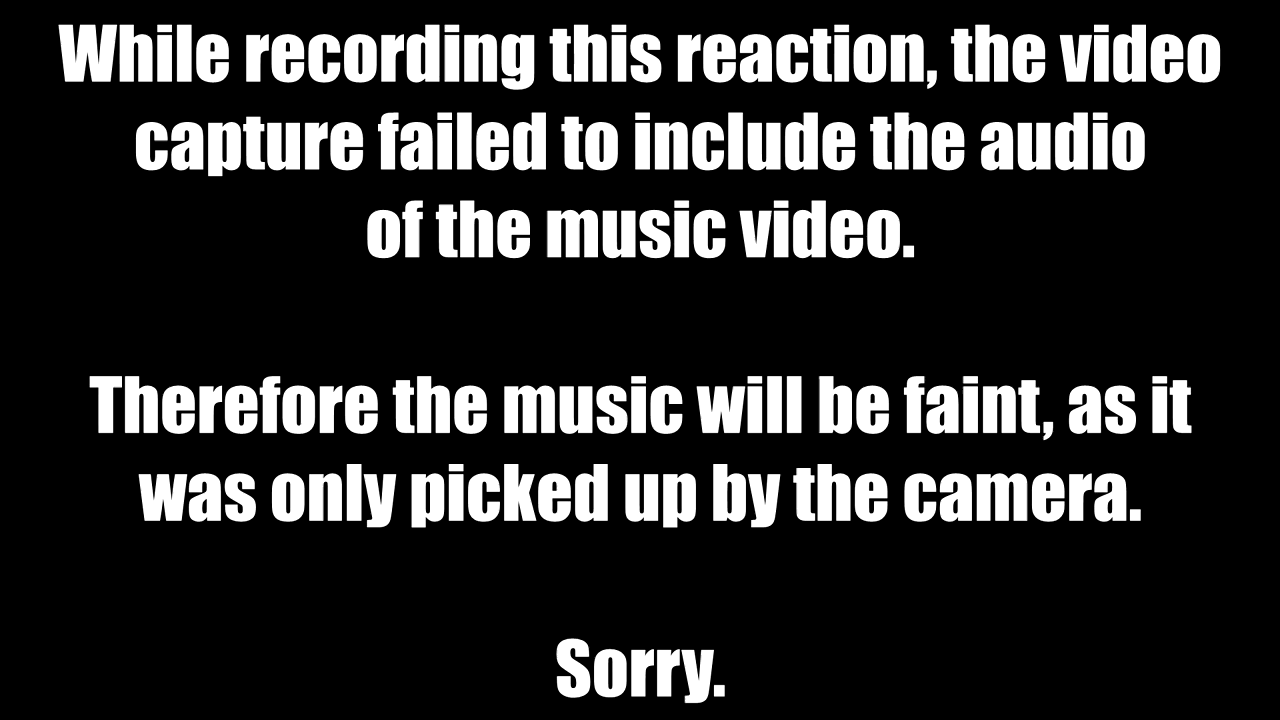 While recording this reaction, the video
capture failed to include the audio
of the music video.
Therefore the music will be faint, as it
was only picked up by the camera.
Sorry.